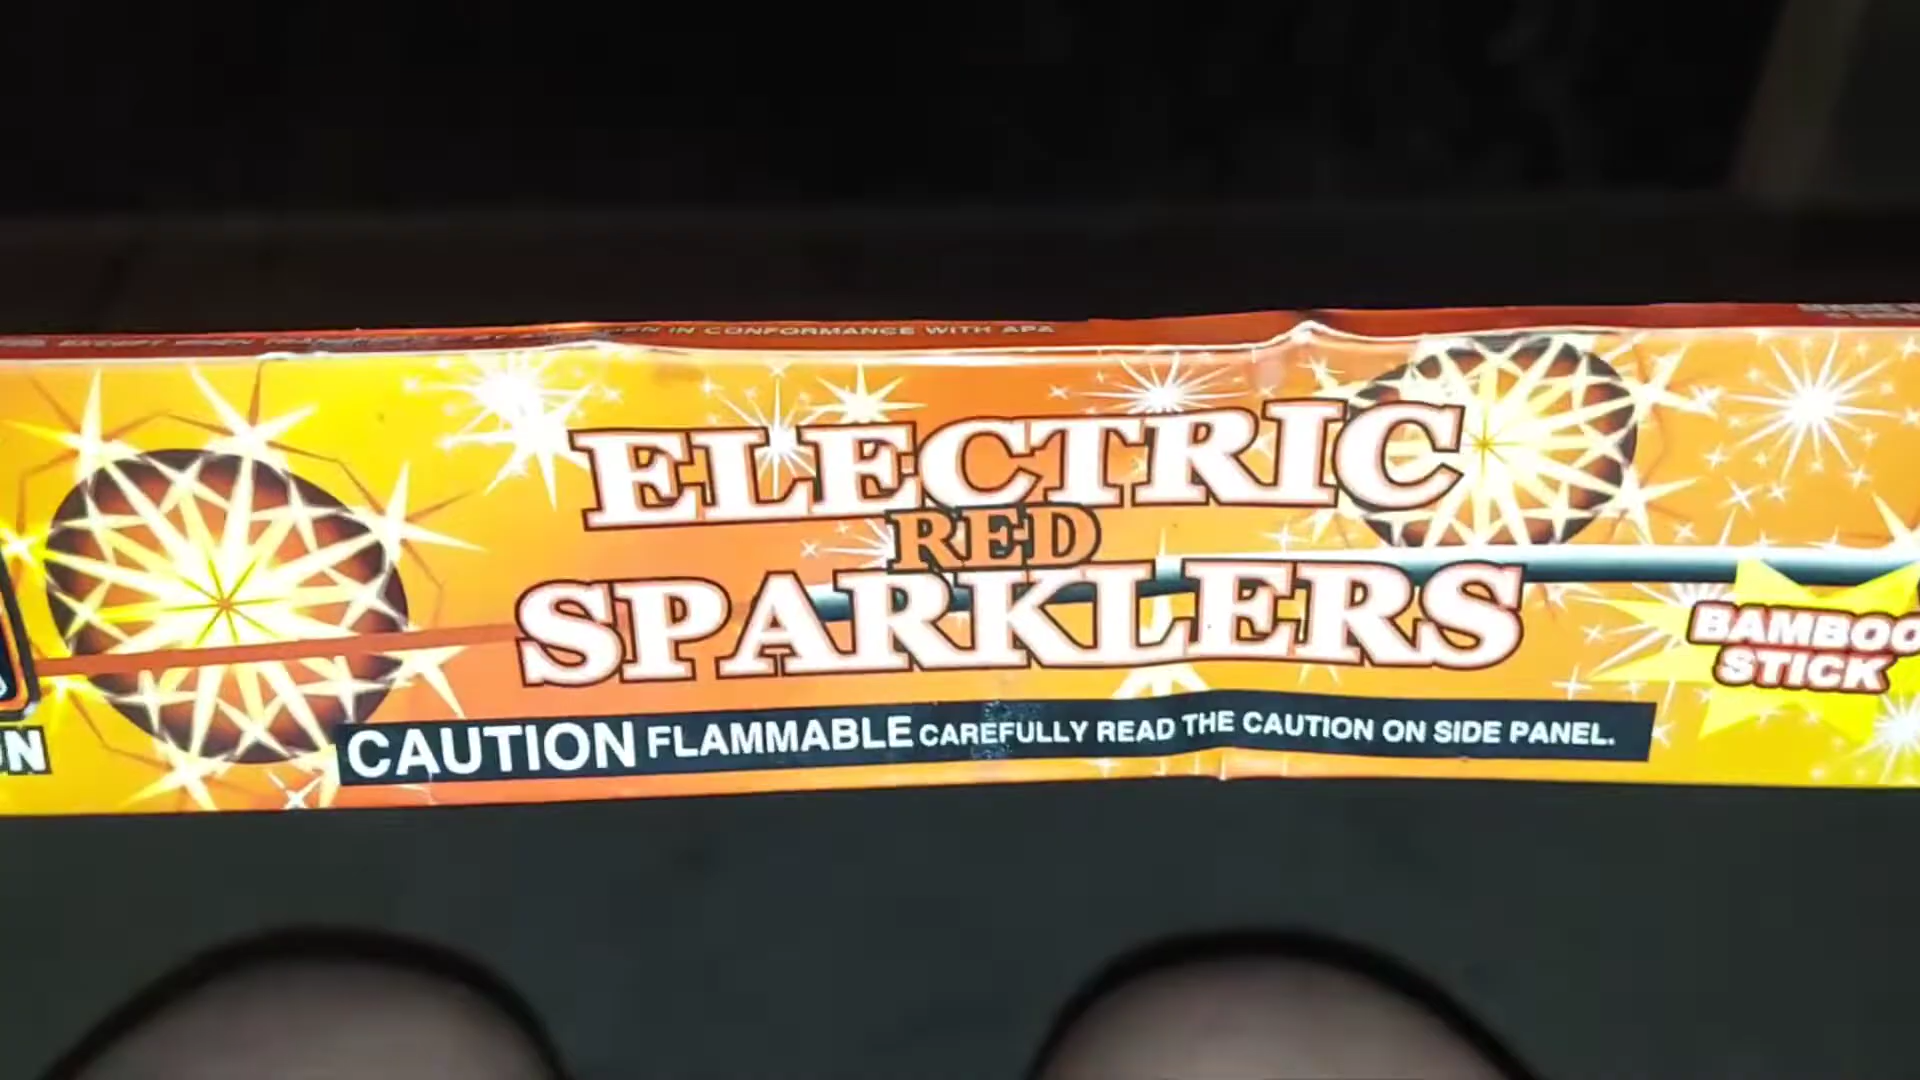 IN CONFORMANCE WITH APA
ELECTRIC
RED
SPARKLERS
BAMBOO
STICK
CAUTION FLAMMABLE CAREFULLY READ THE CAUTION ON SIDE PANEL.